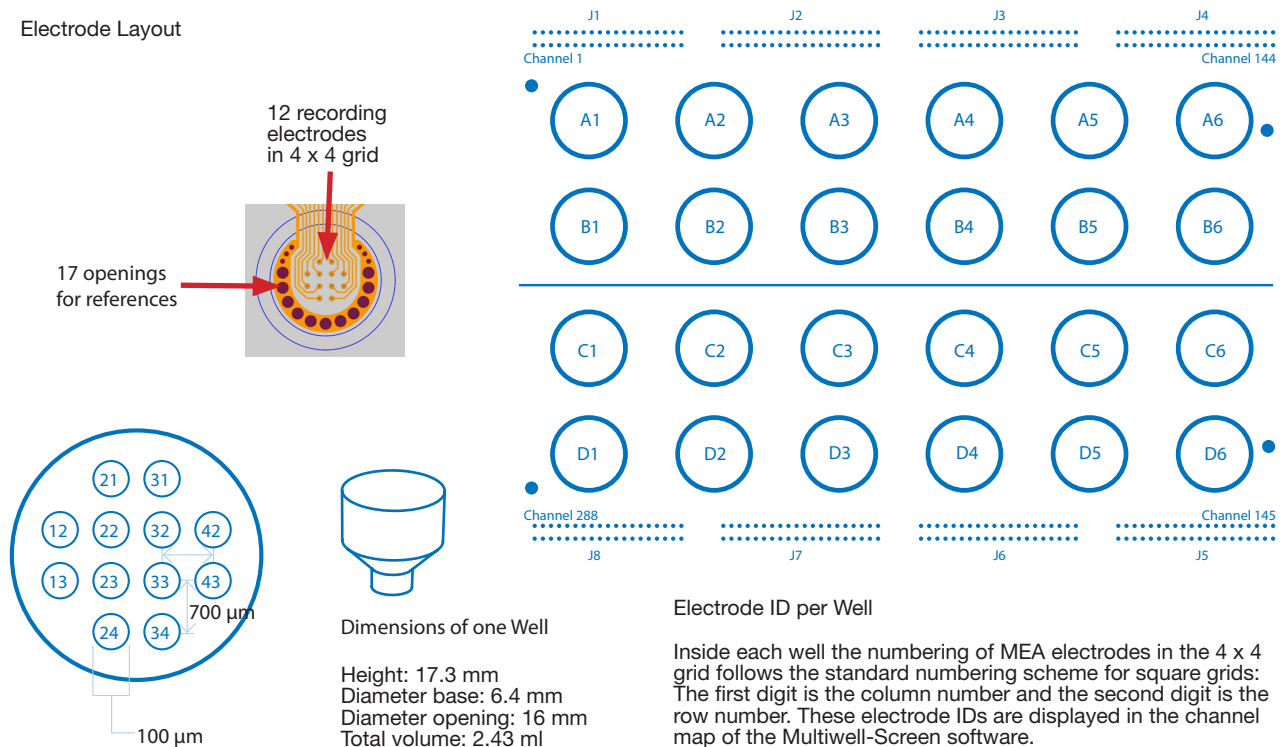 Electrode Layout
12 recording
electrodes
in 4 x 4 grid
17 openings
for references
J1 J2 J3 J4
Channel 1 Channel 144
A1 A2 A3 A4 A5 A6
B1 B2 B3 B4 B5 B6
C1 C2 C3 C4 C5 C6
D1 D2 D3 D4 D5 D6
Channel 288 Channel 145
J8 J7 J6 J5
21 31
12 22 32 42
13 23 33 43
700 µm
24 34
100 µm
Dimensions of one Well
Height: 17.3 mm
Diameter base: 6.4 mm
Diameter opening: 16 mm
Total volume: 2.43 ml
Electrode ID per Well
Inside each well the numbering of MEA electrodes in the 4 x 4
grid follows the standard numbering scheme for square grids:
The first digit is the column number and the second digit is the
row number. These electrode IDs are displayed in the channel
map of the Multiwell-Screen software.